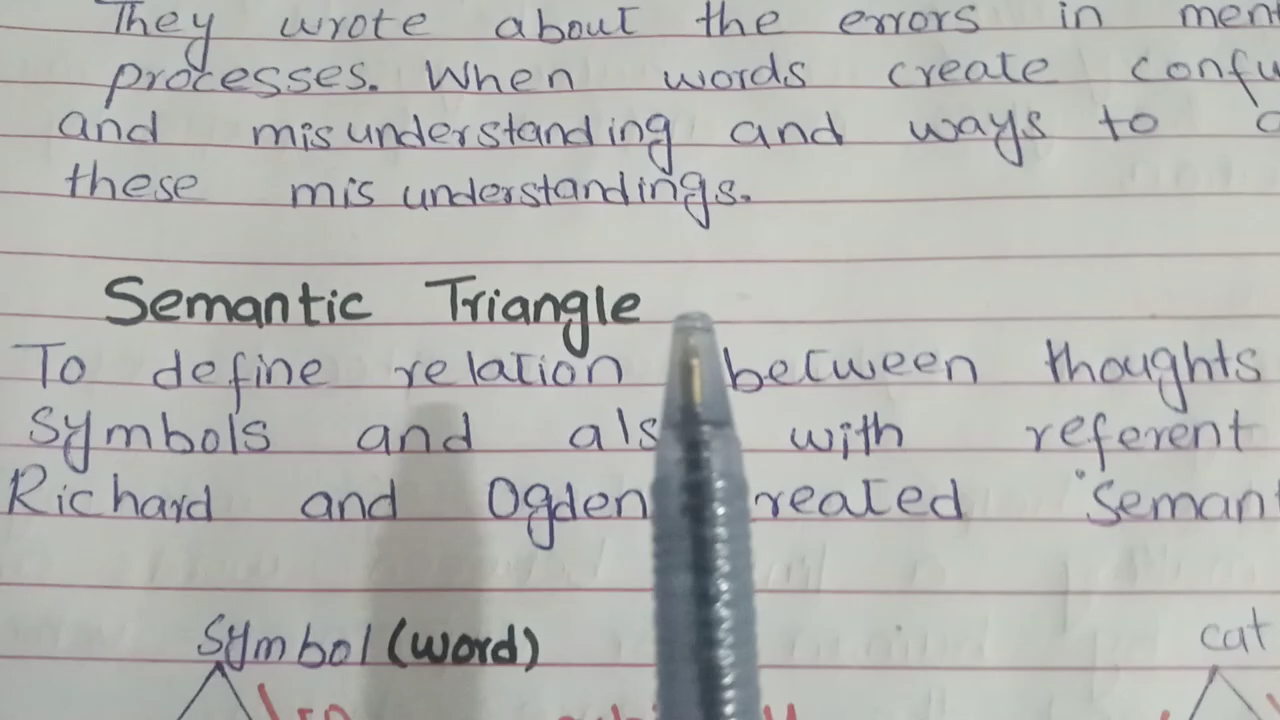 They wrote about the errors in ment
processes. When words create confu
and misunderstanding and ways to
these misunderstandings.
Semantic Triangle
To define relation between thoughts
Symbols and als with referent
Richard and Ogden reated "Seman
Symbol (word)
cat